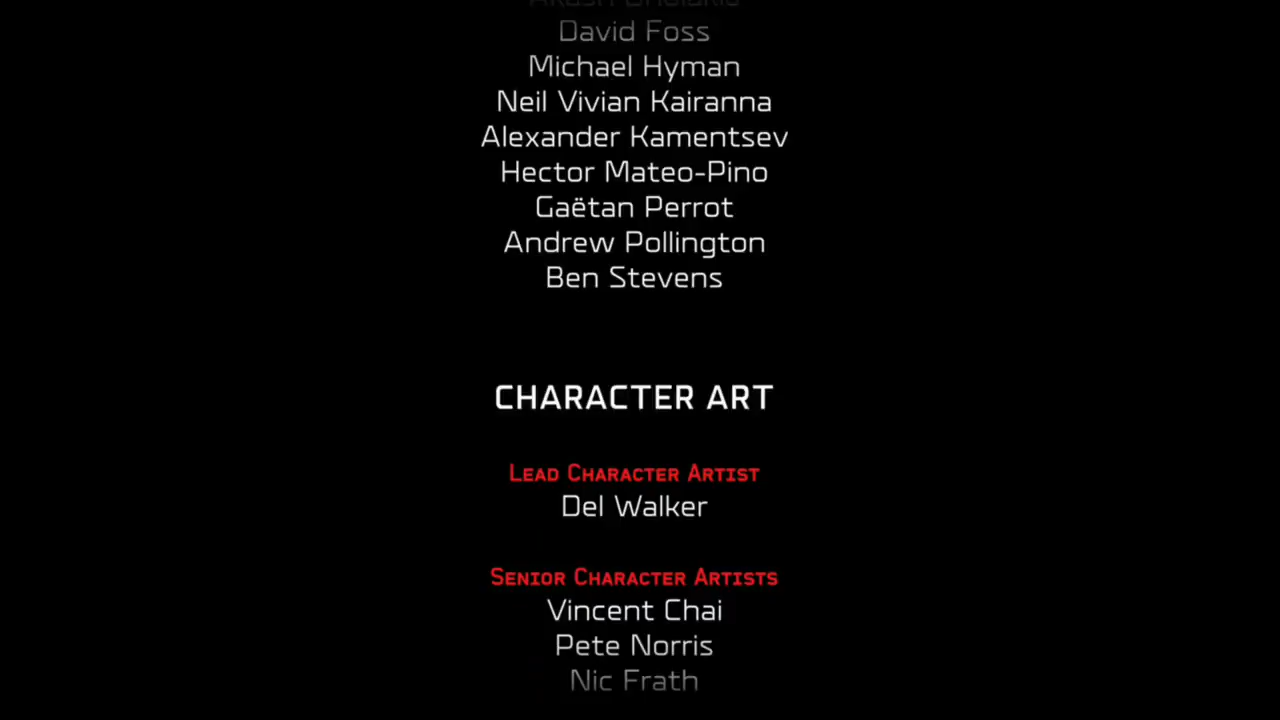 David Foss
Michael Hyman
Neil Vivian Kairanna
Alexander Kamentsev
Hector Mateo-Pino
Gaëtan Perrot
Andrew Pollington
Ben Stevens
CHARACTER ART
Lead Character Artist
Del Walker
Senior Character Artists
Vincent Chai
Pete Norris
Nic Frath